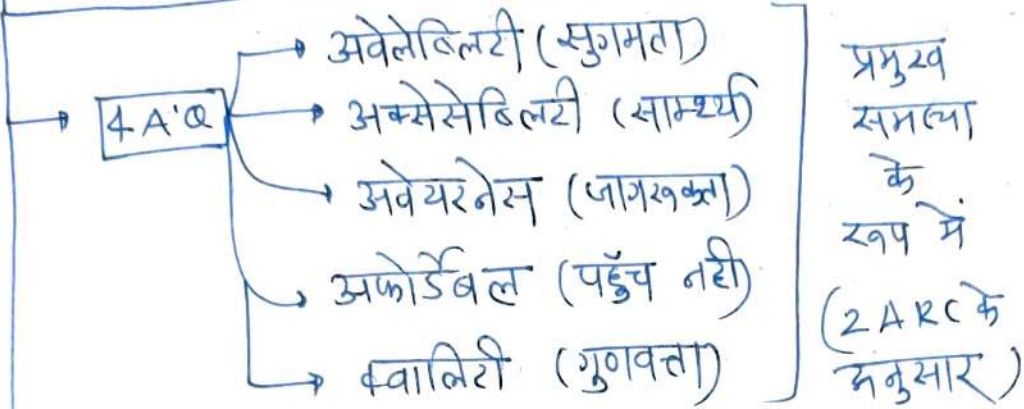 4 A'Q
अवेलेबिलटी (सुगमता)
अक्सेसेबिलटी (सामर्थ्य)
अवेयरनेस (जागरूकता)
अफोर्डेबल (पहुँच नही)
क्वालिटी (गुणवत्ता)
प्रमुख
समस्या
के
रूप में
(2 ARC के
अनुसार)